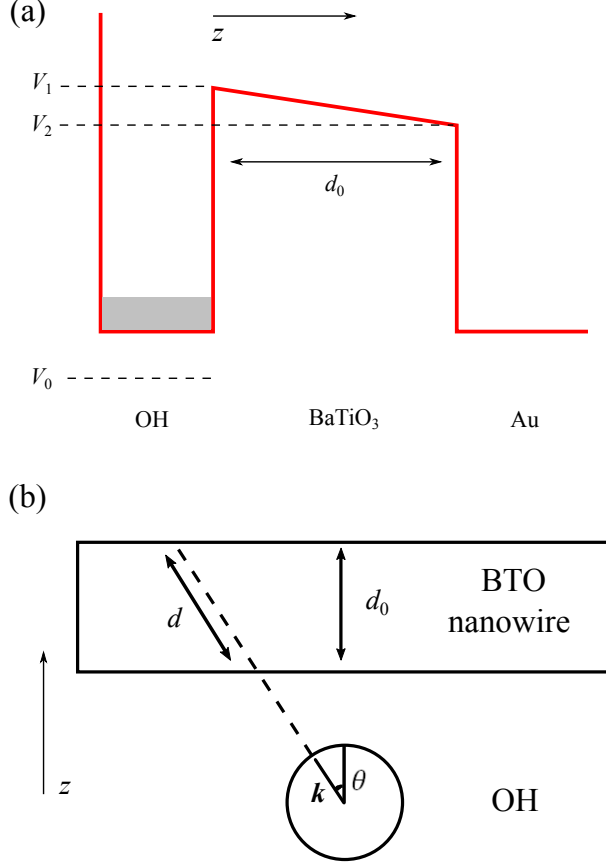 (a)
z
V1
V2
d0
V0
OH BaTiO3 Au
(b)
BTO
nanowire
d
d0
z
k
θ
OH